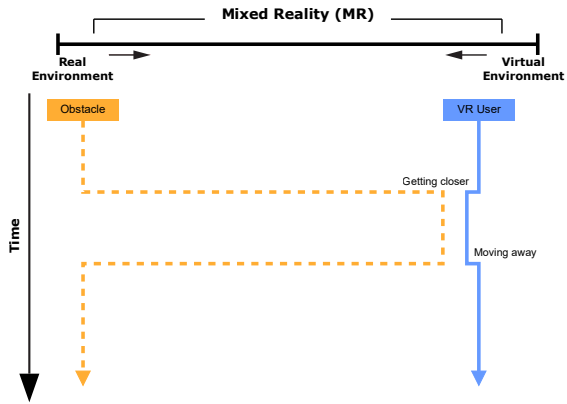 Mixed Reality (MR)
Real
Environment
Virtual
Environment
Obstacle
VR User
Getting closer
Moving away
Time